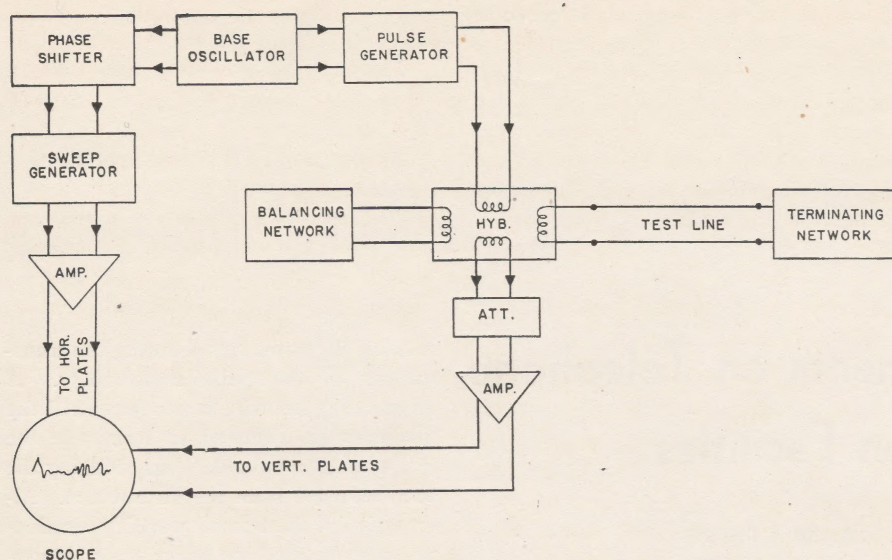 PHASE
SHIFTER
BASE
OSCILLATOR
PULSE
GENERATOR
SWEEP
GENERATOR
BALANCING
NETWORK
HYB.
TEST LINE
TERMINATING
NETWORK
AMP.
ATT.
TO HOR.
PLATES
AMP.
TO VERT. PLATES
SCOPE